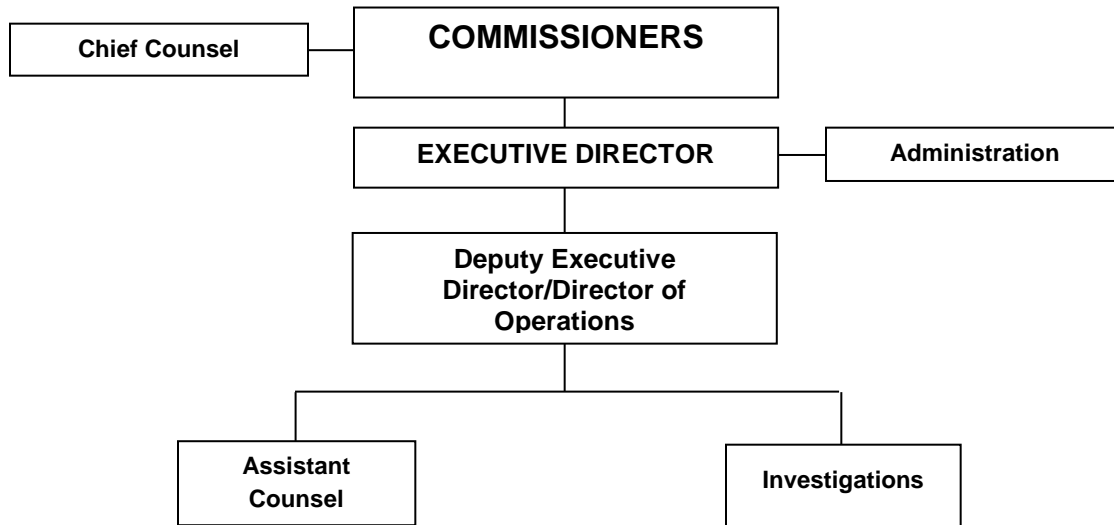 COMMISSIONERS
Chief Counsel
EXECUTIVE DIRECTOR
Administration
Deputy Executive
Director/Director of
Operations
Assistant
Counsel
Investigations